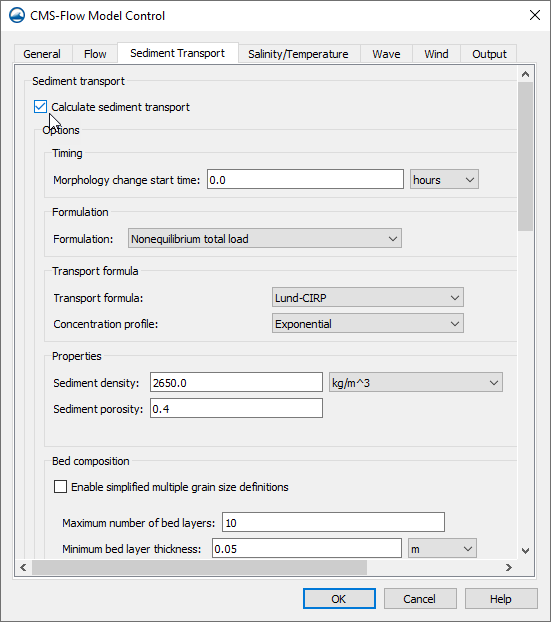 CMS-Flow Model Control
General Flow Sediment Transport Salinity/Temperature Wave Wind Output
Sediment transport
Calculate sediment transport
Options
Timing
Morphology change start time: 0.0 hours
Formulation
Formulation: Nonequilibrium total load
Transport formula
Transport formula: Lund-CIRP
Concentration profile: Exponential
Properties
Sediment density: 2650.0 kg/m^3
Sediment porosity: 0.4
Bed composition
Enable simplified multiple grain size definitions
Maximum number of bed layers: 10
Minimum bed layer thickness: 0.05 m
OK Cancel Help